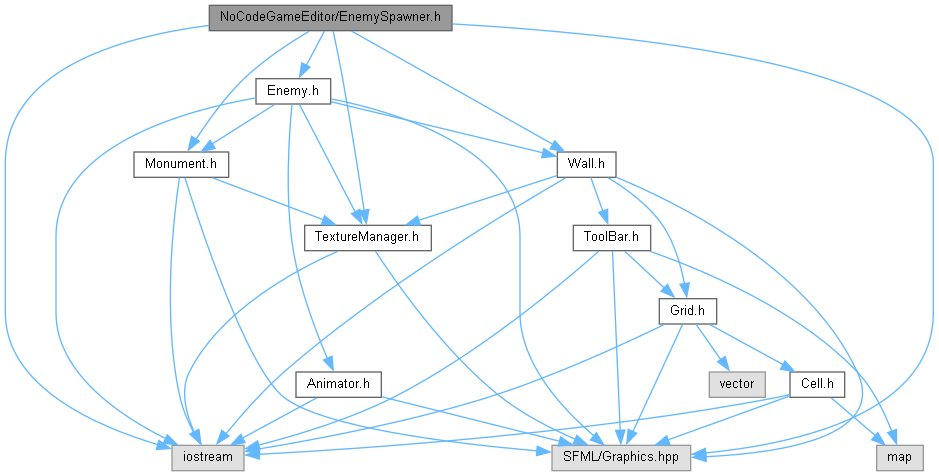 NoCodeGameEditor/EnemySpawner.h
Enemy.h
Monument.h
Wall.h
TextureManager.h
ToolBar.h
Grid.h
Animator.h
vector
Cell.h
iostream
SFML/Graphics.hpp
map